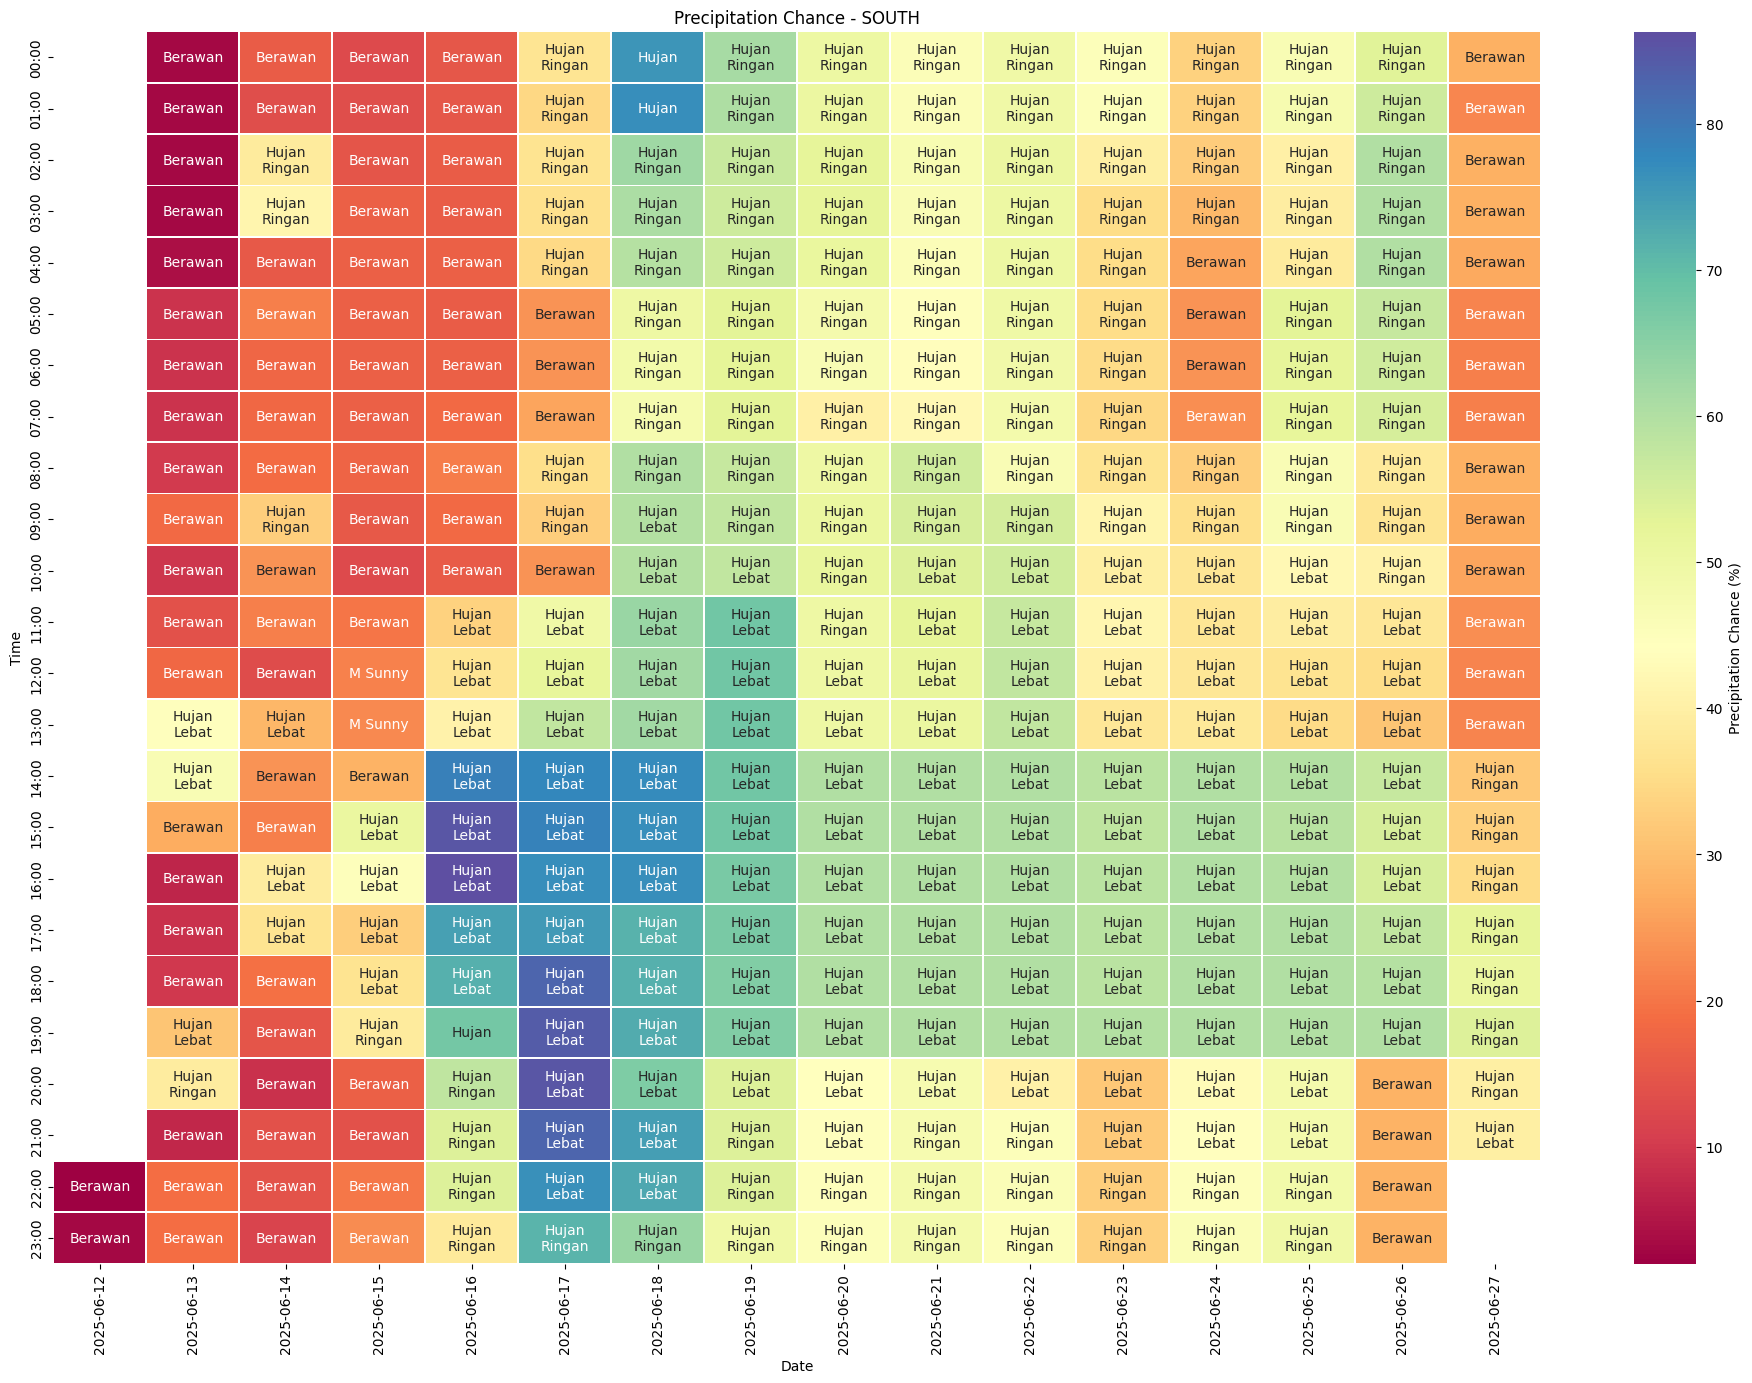 Precipitation Chance - SOUTH
00:00 Berawan Berawan Berawan Berawan Hujan Ringan Hujan Hujan Ringan Hujan Ringan Hujan Ringan Hujan Ringan Hujan Ringan Hujan Ringan Hujan Ringan Hujan Ringan Berawan
01:00 Berawan Berawan Berawan Berawan Hujan Ringan Hujan Hujan Ringan Hujan Ringan Hujan Ringan Hujan Ringan Hujan Ringan Hujan Ringan Hujan Ringan Hujan Ringan Berawan
02:00 Berawan Hujan Ringan Berawan Berawan Hujan Ringan Hujan Ringan Hujan Ringan Hujan Ringan Hujan Ringan Hujan Ringan Hujan Ringan Hujan Ringan Hujan Ringan Hujan Ringan Berawan
03:00 Berawan Hujan Ringan Berawan Berawan Hujan Ringan Hujan Ringan Hujan Ringan Hujan Ringan Hujan Ringan Hujan Ringan Hujan Ringan Hujan Ringan Hujan Ringan Hujan Ringan Berawan
04:00 Berawan Berawan Berawan Berawan Hujan Ringan Hujan Ringan Hujan Ringan Hujan Ringan Hujan Ringan Hujan Ringan Hujan Ringan Berawan Hujan Ringan Hujan Ringan Berawan
05:00 Berawan Berawan Berawan Berawan Berawan Hujan Ringan Hujan Ringan Hujan Ringan Hujan Ringan Hujan Ringan Hujan Ringan Berawan Hujan Ringan Hujan Ringan Berawan
06:00 Berawan Berawan Berawan Berawan Berawan Hujan Ringan Hujan Ringan Hujan Ringan Hujan Ringan Hujan Ringan Hujan Ringan Berawan Hujan Ringan Hujan Ringan Berawan
07:00 Berawan Berawan Berawan Berawan Berawan Hujan Ringan Hujan Ringan Hujan Ringan Hujan Ringan Hujan Ringan Hujan Ringan Berawan Hujan Ringan Hujan Ringan Berawan
08:00 Berawan Berawan Berawan Berawan Hujan Ringan Hujan Ringan Hujan Ringan Hujan Ringan Hujan Ringan Hujan Ringan Hujan Ringan Hujan Ringan Hujan Ringan Hujan Ringan Berawan
09:00 Berawan Hujan Ringan Berawan Berawan Hujan Ringan Hujan Lebat Hujan Ringan Hujan Ringan Hujan Ringan Hujan Ringan Hujan Ringan Hujan Ringan Hujan Ringan Hujan Ringan Berawan
10:00 Berawan Berawan Berawan Berawan Berawan Hujan Lebat Hujan Lebat Hujan Ringan Hujan Lebat Hujan Lebat Hujan Lebat Hujan Lebat Hujan Lebat Hujan Ringan Berawan
11:00 Berawan Berawan Berawan Hujan Lebat Hujan Lebat Hujan Lebat Hujan Lebat Hujan Ringan Hujan Lebat Hujan Lebat Hujan Lebat Hujan Lebat Hujan Lebat Hujan Lebat Berawan
12:00 Berawan Berawan M Sunny Hujan Lebat Hujan Lebat Hujan Lebat Hujan Lebat Hujan Lebat Hujan Lebat Hujan Lebat Hujan Lebat Hujan Lebat Hujan Lebat Hujan Lebat Berawan
13:00 Hujan Lebat Hujan Lebat M Sunny Hujan Lebat Hujan Lebat Hujan Lebat Hujan Lebat Hujan Lebat Hujan Lebat Hujan Lebat Hujan Lebat Hujan Lebat Hujan Lebat Hujan Lebat Berawan
14:00 Hujan Lebat Berawan Berawan Hujan Lebat Hujan Lebat Hujan Lebat Hujan Lebat Hujan Lebat Hujan Lebat Hujan Lebat Hujan Lebat Hujan Lebat Hujan Lebat Hujan Lebat Hujan Ringan
15:00 Berawan Berawan Hujan Lebat Hujan Lebat Hujan Lebat Hujan Lebat Hujan Lebat Hujan Lebat Hujan Lebat Hujan Lebat Hujan Lebat Hujan Lebat Hujan Lebat Hujan Lebat Hujan Ringan
16:00 Berawan Hujan Lebat Hujan Lebat Hujan Lebat Hujan Lebat Hujan Lebat Hujan Lebat Hujan Lebat Hujan Lebat Hujan Lebat Hujan Lebat Hujan Lebat Hujan Lebat Hujan Lebat Hujan Ringan
17:00 Berawan Hujan Lebat Hujan Lebat Hujan Lebat Hujan Lebat Hujan Lebat Hujan Lebat Hujan Lebat Hujan Lebat Hujan Lebat Hujan Lebat Hujan Lebat Hujan Lebat Hujan Lebat Hujan Ringan
18:00 Berawan Berawan Hujan Lebat Hujan Lebat Hujan Lebat Hujan Lebat Hujan Lebat Hujan Lebat Hujan Lebat Hujan Lebat Hujan Lebat Hujan Lebat Hujan Lebat Hujan Lebat Hujan Ringan
19:00 Hujan Lebat Berawan Hujan Ringan Hujan Hujan Lebat Hujan Lebat Hujan Lebat Hujan Lebat Hujan Lebat Hujan Lebat Hujan Lebat Hujan Lebat Hujan Lebat Hujan Lebat Hujan Ringan
20:00 Hujan Ringan Berawan Berawan Hujan Ringan Hujan Lebat Hujan Lebat Hujan Lebat Hujan Lebat Hujan Lebat Hujan Lebat Hujan Lebat Hujan Lebat Hujan Lebat Berawan Hujan Ringan
21:00 Berawan Berawan Berawan Hujan Ringan Hujan Lebat Hujan Lebat Hujan Ringan Hujan Lebat Hujan Ringan Hujan Ringan Hujan Lebat Hujan Lebat Hujan Lebat Berawan Hujan Lebat
22:00 Berawan Berawan Berawan Berawan Hujan Ringan Hujan Lebat Hujan Lebat Hujan Ringan Hujan Ringan Hujan Ringan Hujan Ringan Hujan Ringan Hujan Ringan Hujan Ringan Berawan
23:00 Berawan Berawan Berawan Berawan Hujan Ringan Hujan Ringan Hujan Ringan Hujan Ringan Hujan Ringan Hujan Ringan Hujan Ringan Hujan Ringan Hujan Ringan Hujan Ringan Berawan
Time
2025-06-12 2025-06-13 2025-06-14 2025-06-15 2025-06-16 2025-06-17 2025-06-18 2025-06-19 2025-06-20 2025-06-21 2025-06-22 2025-06-23 2025-06-24 2025-06-25 2025-06-26 2025-06-27
Date
80
70
60
50
40
30
20
10
Precipitation Chance (%)